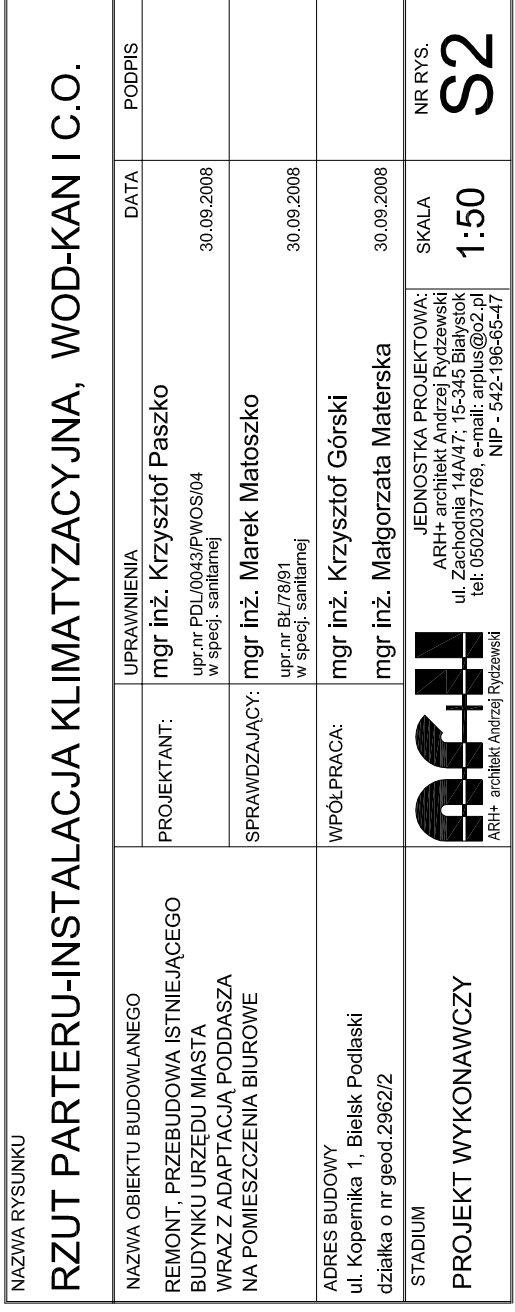 NAZWA RYSUNKU
RZUT PARTERU-INSTALACJA KLIMATYZACYJNA, WOD-KAN I C.O.
NAZWA OBIEKTU BUDOWLANEGO
REMONT, PRZEBUDOWA ISTNIEJĄCEGO
BUDYNKU URZĘDU MIASTA
WRAZ Z ADAPTACJĄ PODDASZA
NA POMIESZCZENIA BIUROWE
UPRAWNIENIA
DATA
PODPIS
PROJEKTANT:
mgr inż. Krzysztof Paszko
upr.nr PDL/0043/PWOS/04
w specj. sanitarnej
30.09.2008
SPRAWDZAJĄCY:
mgr inż. Marek Matoszko
upr.nr BŁ/78/91
w specj. sanitarnej
30.09.2008
ADRES BUDOWY
ul. Kopernika 1, Bielsk Podlaski
działka o nr geod.2962/2
WPÓŁPRACA:
mgr inż. Krzysztof Górski
mgr inż. Małgorzata Materska
30.09.2008
STADIUM
PROJEKT WYKONAWCZY
ARH+
ARH+ architekt Andrzej Rydzewski
JEDNOSTKA PROJEKTOWA:
ARH+ architekt Andrzej Rydzewski
ul. Zachodnia 14A/47; 15-345 Białystok
tel: 0502037769, e-mail: arplus@o2.pl
NIP - 542-196-65-47
SKALA
1:50
NR RYS.
S2